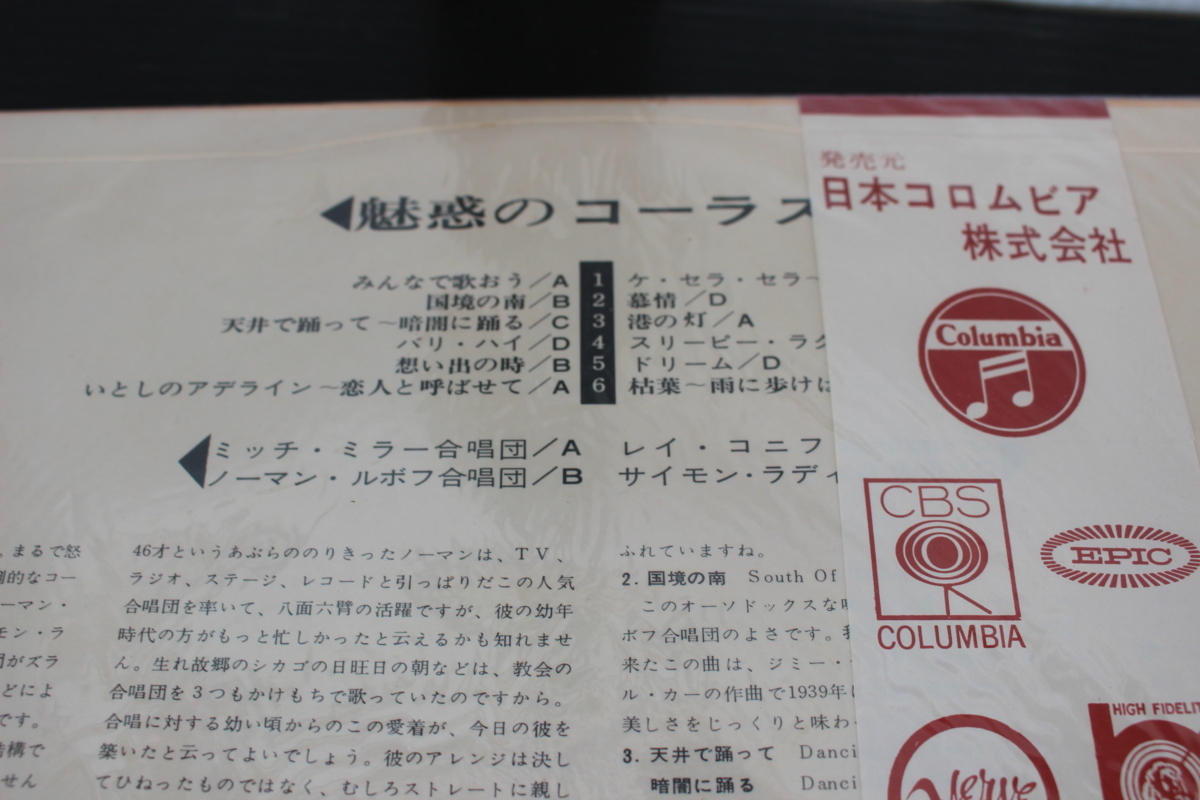 ◀魅惑のコーラス
みんなで歌おう/A 1 ケ・セラ・セラ～
国境の南/B 2 慕情/D
天井で踊って～暗闇に踊る/C 3 港の灯/A
バリ・ハイ/D 4 スリーピー・ラ
想い出の時/B 5 ドリーム/D
いとしのアデライン～恋人と呼ばせて/A 6 枯葉～雨に歩けば
◀ミッチ・ミラー合唱団/A レイ・コニフ
ノーマン・ルボフ合唱団/B サイモン・ラディ
。まるで怒
倒的なコー
ーマン・
モン・ラ
団がズラ
どによ
です。
結構で
せん
46才というあぶらののりきったノーマンは、TV、
ラジオ、ステージ、レコードと引っぱりだこの人気
合唱団を率いて、八面六臂の活躍ですが、彼の幼年
時代の方がもっと忙しかったと云えるかも知れませ
ん。生れ故郷のシカゴの日旺日の朝などは、教会の
合唱団を3つもかけもちで歌っていたのですから。
合唱に対する幼い頃からのこの愛着が、今日の彼を
築いたと云ってよいでしょう。彼のアレンジは決し
てひねったものではなく、むしろストレートに親し
ふれていますね。
2. 国境の南 South Of
このオーソドックスな
ボフ合唱団のよさです。
来たこの曲は、ジミー・
ル・カーの作曲で1939年に
美しさをじっくりと味わ
3. 天井で踊って Danci
暗闇に踊る Danci
発売元
日本コロムビア
株式会社
Columbia
CBS
COLUMBIA
EPIC
Verve
HIGH FIDELIT